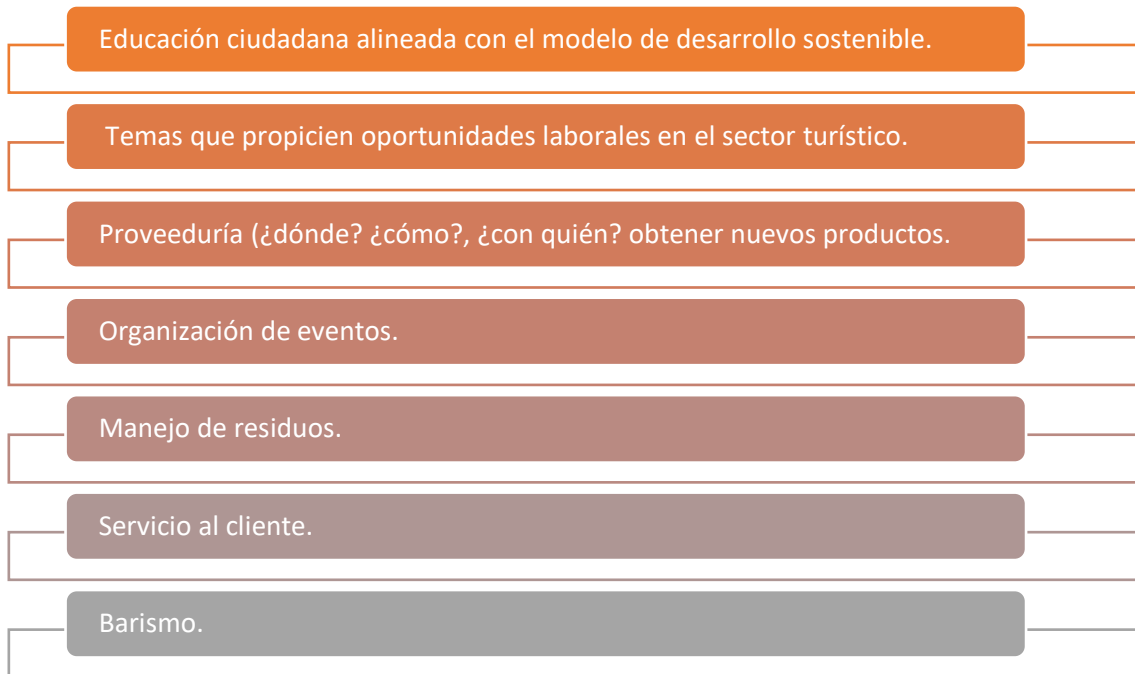 Educación ciudadana alineada con el modelo de desarrollo sostenible.
Temas que propicien oportunidades laborales en el sector turístico.
Proveeduría (¿dónde? ¿cómo?, ¿con quién? obtener nuevos productos.
Organización de eventos.
Manejo de residuos.
Servicio al cliente.
Barismo.